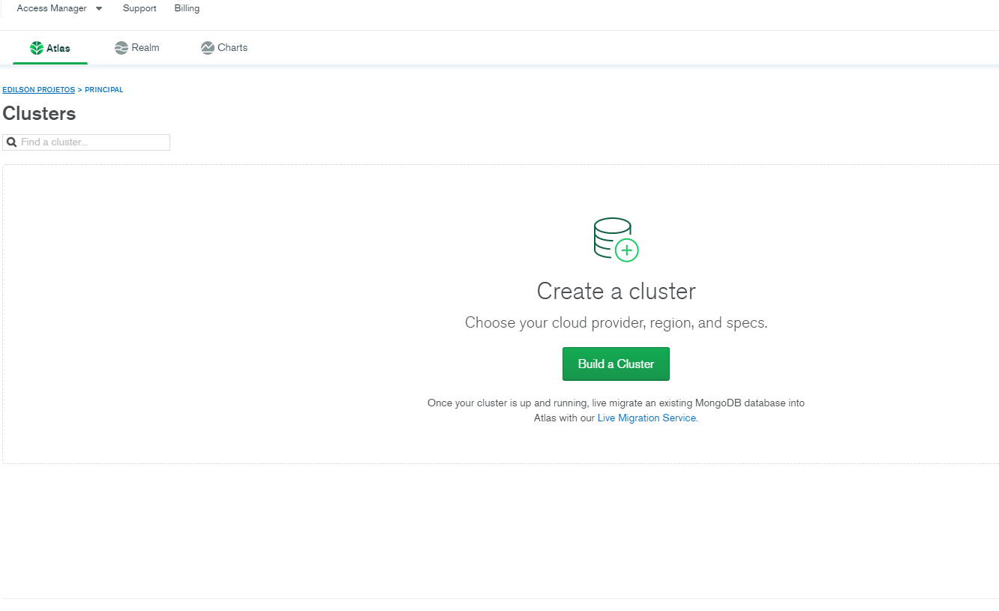 Access Manager Support Billing
Atlas Realm Charts
EDILSON PROJETOS > PRINCIPAL
Clusters
Find a cluster...
Create a cluster
Choose your cloud provider, region, and specs.
Build a Cluster
Once your cluster is up and running, live migrate an existing MongoDB database into
Atlas with our Live Migration Service.